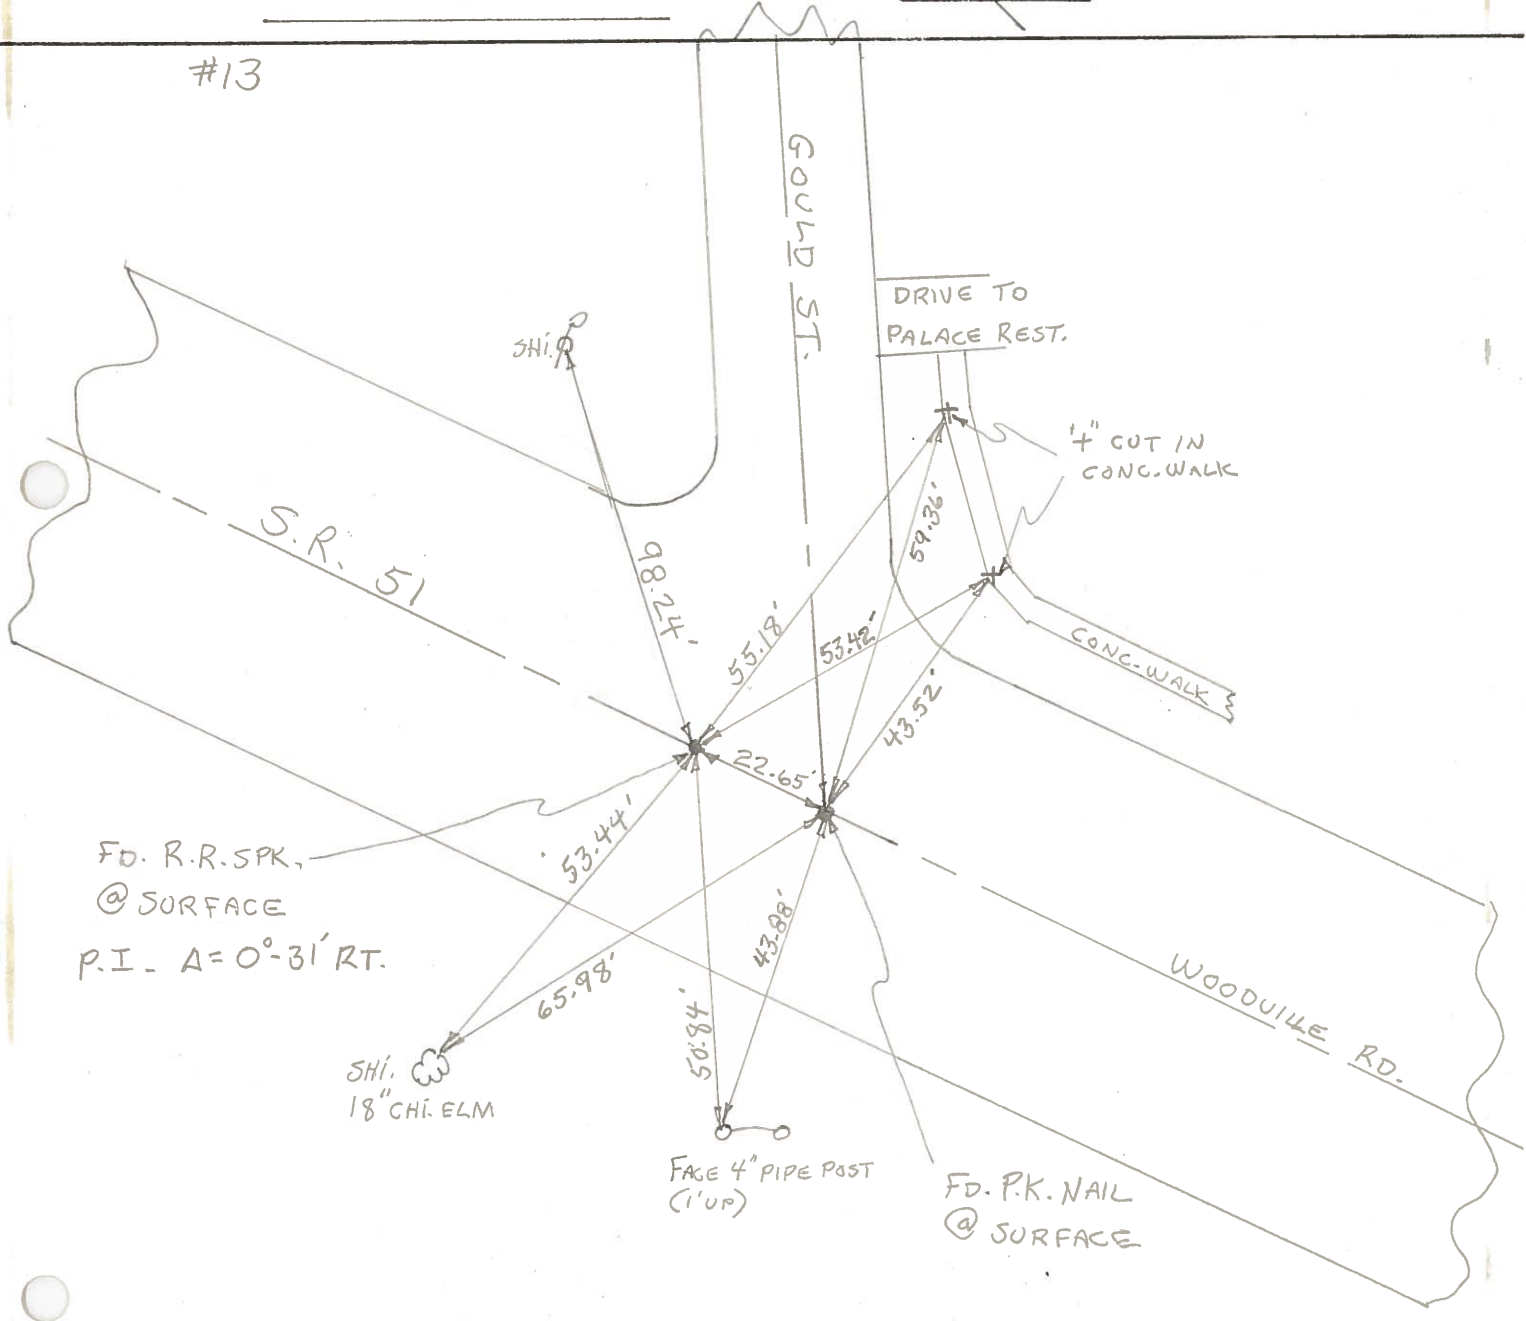 #13
GOULD ST.
DRIVE TO
PALACE REST.
SHI.
"+" CUT IN
CONC. WALK
S.R. 51
98.24'
59.36'
55.18'
53.42'
43.52'
CONC. WALK
22.65'
FD. R.R. SPK.
@ SURFACE
P.I. - Δ = 0°-31' RT.
53.44'
65.98'
43.88'
50.84'
WOODVILLE RD.
SHI.
18" CHI. ELM
FACE 4" PIPE POST
(1' UP)
FD. P.K. NAIL
@ SURFACE